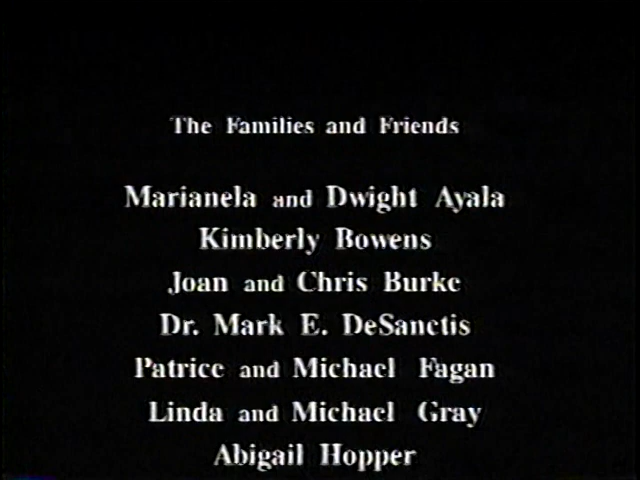 The Families and Friends
Marianela and Dwight Ayala
Kimberly Bowens
Joan and Chris Burke
Dr. Mark E. DeSanctis
Patrice and Michael Fagan
Linda and Michael Gray
Abigail Hopper